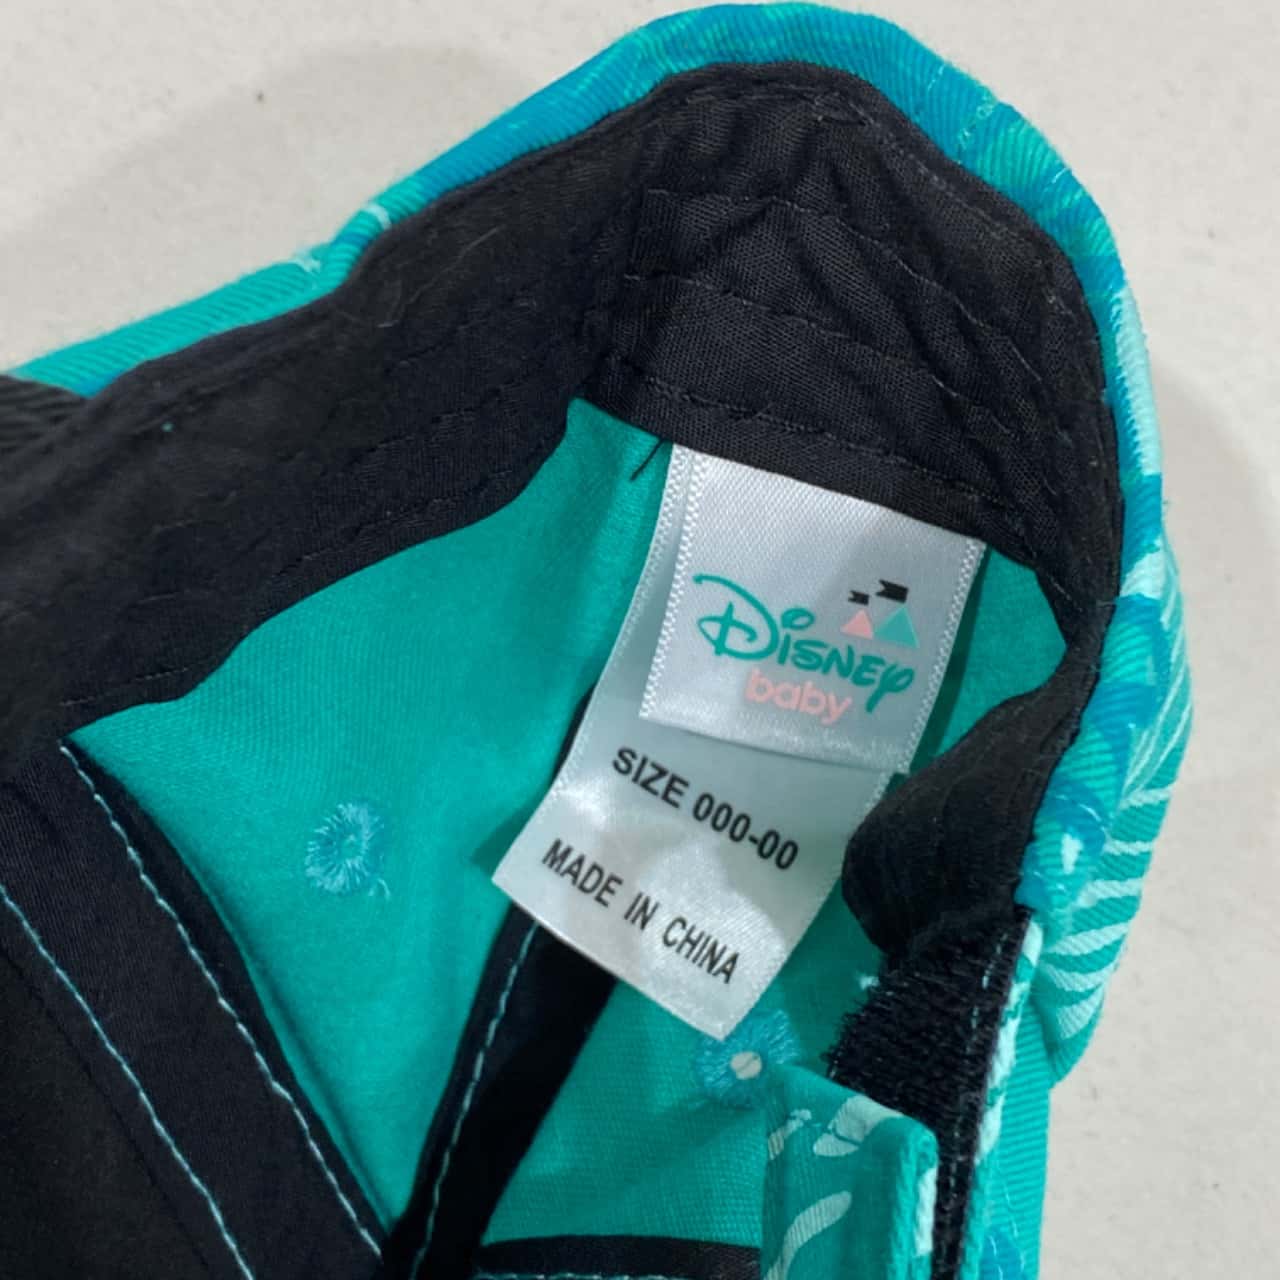 Disney
baby
SIZE 000-00
MADE IN CHINA